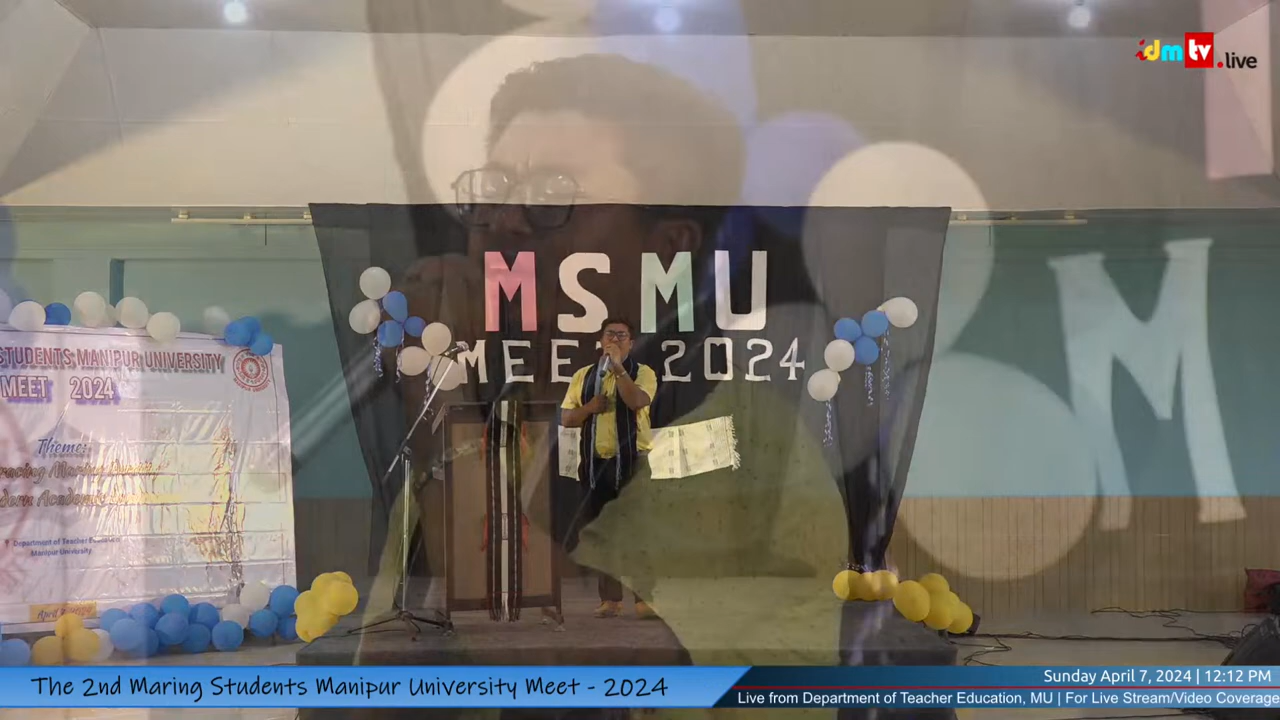 idmtv.live
MSMU
MEET 2024
STUDENTS MANIPUR UNIVERSITY
MEET 2024
Theme:
Department of Teacher Education
Manipur University
M
The 2nd Maring Students Manipur University Meet - 2024
Sunday April 7, 2024 | 12:12 PM
Live from Department of Teacher Education, MU | For Live Stream/Video Coverage